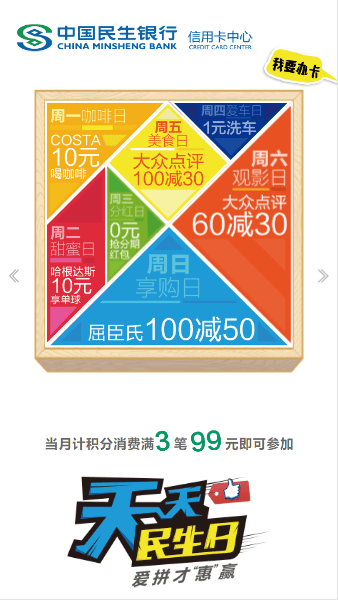 中国民生银行 信用卡中心
CHINA MINSHENG BANK CREDIT CARD CENTER
我要办卡
周一咖啡日
COSTA
10元
喝咖啡
周五
美食日
大众点评
100减30
周四爱车日
1元洗车
周六
观影日
大众点评
60减30
周二
甜蜜日
哈根达斯
10元
享单球
周三
分红日
0元
抢分期
红包
周日
享购日
屈臣氏100减50
当月计积分消费满3笔99元即可参加
天天
民生日
爱拼才“惠”赢